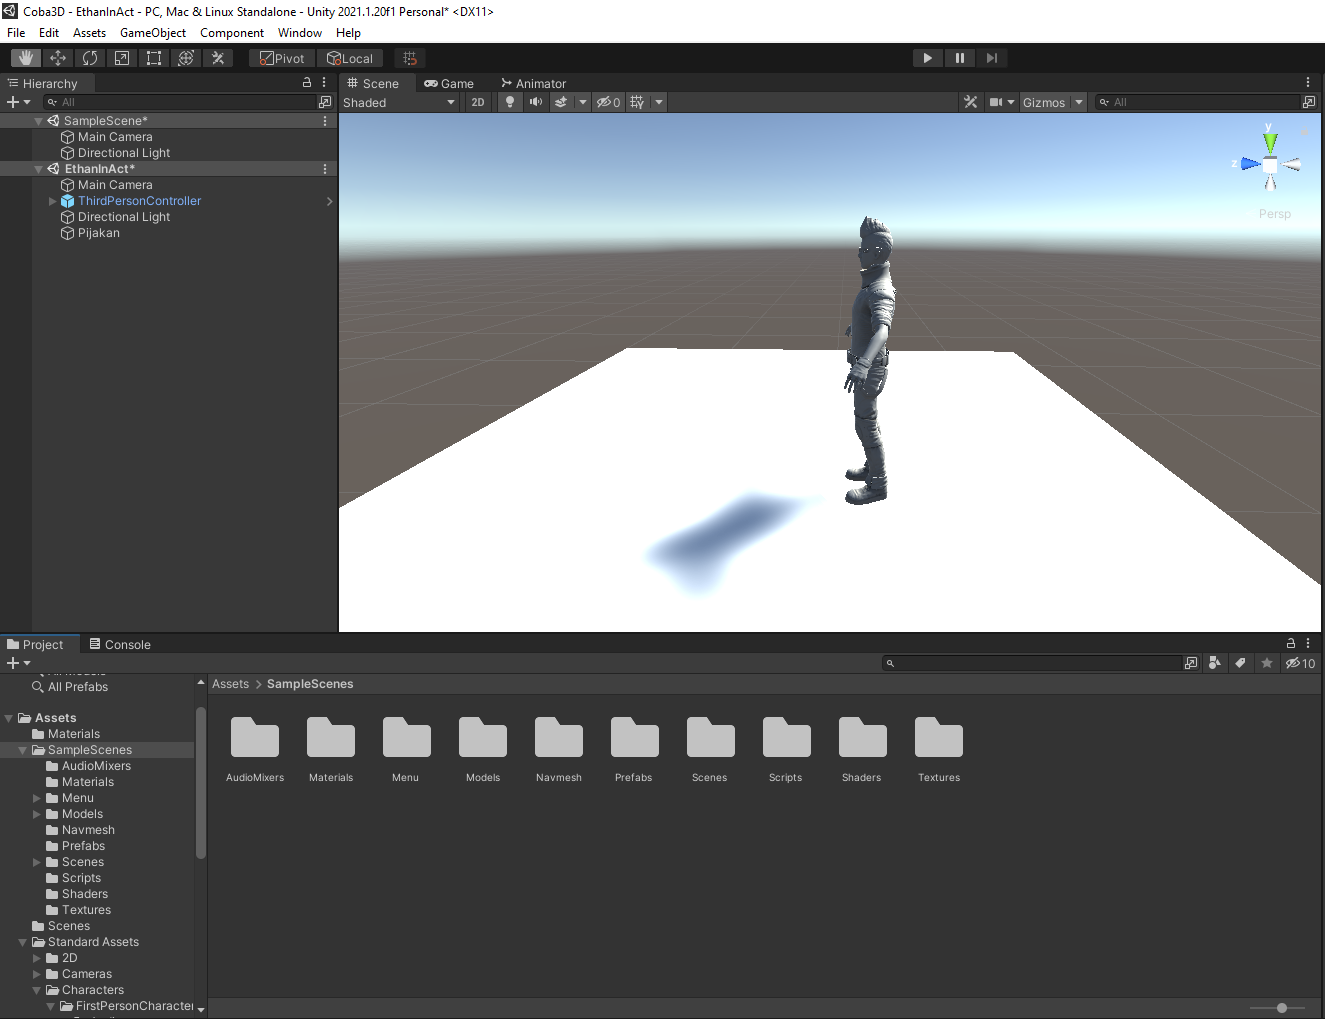 Coba3D - EthanInAct - PC, Mac & Linux Standalone - Unity 2021.1.20f1 Personal* <DX11>
File Edit Assets GameObject Component Window Help
Pivot Local
Hierarchy
All
SampleScene*
Main Camera
Directional Light
EthanInAct*
Main Camera
ThirdPersonController
Directional Light
Pijakan
Scene Game Animator
Shaded 2D 0 Gizmos All
y
z
Persp
Project Console
10
All Models
All Prefabs
Assets
Materials
SampleScenes
AudioMixers
Materials
Menu
Models
Navmesh
Prefabs
Scenes
Scripts
Shaders
Textures
Scenes
Standard Assets
2D
Cameras
Characters
FirstPersonCharacter
Assets > SampleScenes
AudioMixers Materials Menu Models Navmesh Prefabs Scenes Scripts Shaders Textures